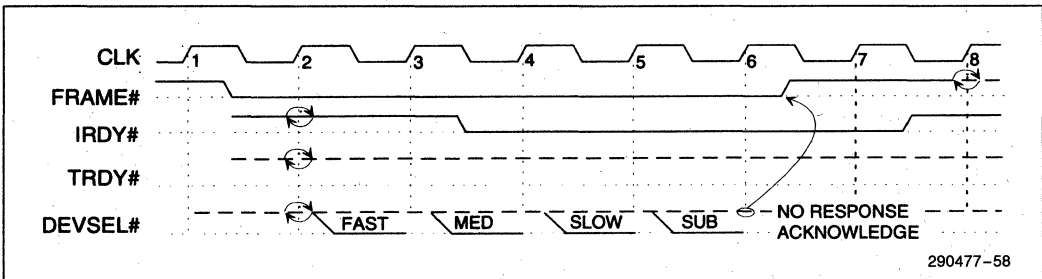 CLK 1 2 3 4 5 6 7 8
FRAME#
IRDY#
TRDY#
DEVSEL# FAST MED SLOW SUB NO RESPONSE
ACKNOWLEDGE
290477-58